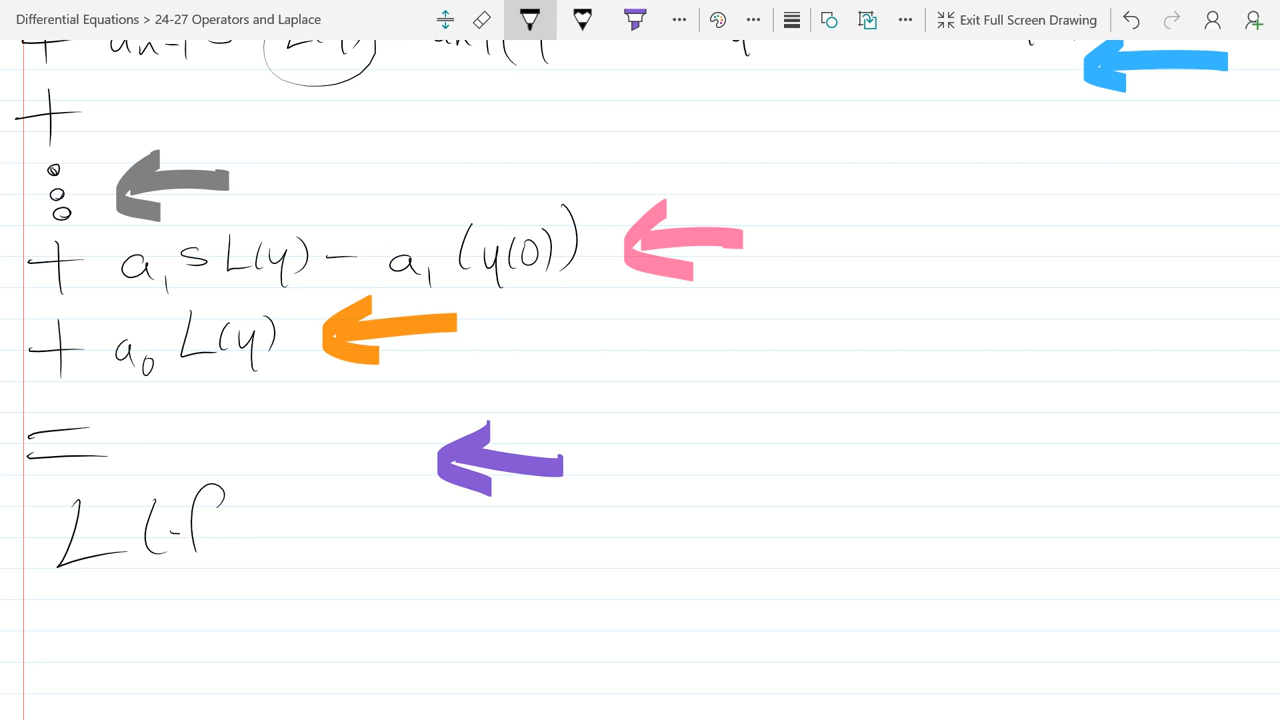 Differential Equations > 24-27 Operators and Laplace
Exit Full Screen Drawing
+
+ a₁ s L(y) - a₁ (y(0))
+ a₀ L(y)
=
L (f